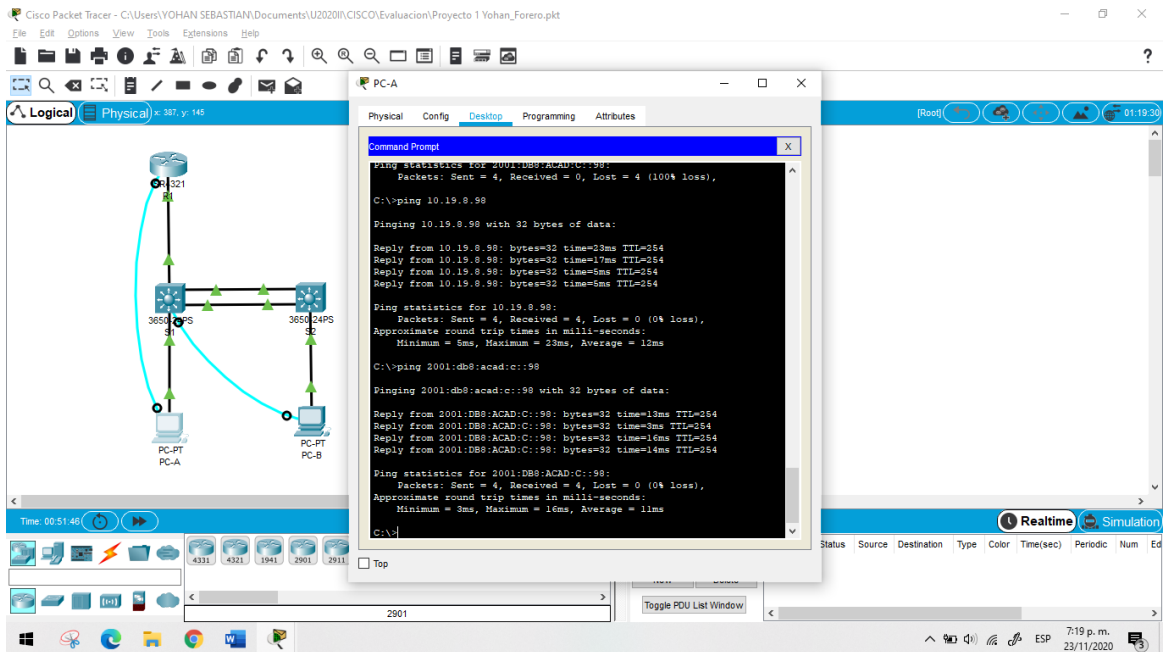 Cisco Packet Tracer - C:\Users\YOHAN SEBASTIAN\Documents\U2020II\CISCO\Evaluacion\Proyecto 1 Yohan_Forero.pkt
File Edit Options View Tools Extensions Help
?
Logical Physical x: 387, y: 145
[Root] 01:19:30
R1
3650-24PS
S1
3650-24PS
S2
PC-PT
PC-A
PC-PT
PC-B
PC-A
Physical Config Desktop Programming Attributes
Command Prompt X
Ping statistics for 2001:DB8:ACAD:C::98:
Packets: Sent = 4, Received = 0, Lost = 4 (100% loss),
C:\>ping 10.19.8.98
Pinging 10.19.8.98 with 32 bytes of data:
Reply from 10.19.8.98: bytes=32 time=23ms TTL=254
Reply from 10.19.8.98: bytes=32 time=17ms TTL=254
Reply from 10.19.8.98: bytes=32 time=5ms TTL=254
Reply from 10.19.8.98: bytes=32 time=5ms TTL=254
Ping statistics for 10.19.8.98:
Packets: Sent = 4, Received = 4, Lost = 0 (0% loss),
Approximate round trip times in milli-seconds:
Minimum = 5ms, Maximum = 23ms, Average = 12ms
C:\>ping 2001:db8:acad:c::98
Pinging 2001:db8:acad:c::98 with 32 bytes of data:
Reply from 2001:DB8:ACAD:C::98: bytes=32 time=13ms TTL=254
Reply from 2001:DB8:ACAD:C::98: bytes=32 time=3ms TTL=254
Reply from 2001:DB8:ACAD:C::98: bytes=32 time=16ms TTL=254
Reply from 2001:DB8:ACAD:C::98: bytes=32 time=14ms TTL=254
Ping statistics for 2001:DB8:ACAD:C::98:
Packets: Sent = 4, Received = 4, Lost = 0 (0% loss),
Approximate round trip times in milli-seconds:
Minimum = 3ms, Maximum = 16ms, Average = 11ms
C:\>
Top
Time: 00:51:46
Realtime Simulation
4331 4321 1941 2901 2911
2901
New Delete
Toggle PDU List Window
Status Source Destination Type Color Time(sec) Periodic Num Ed
ESP
7:19 p. m.
23/11/2020
3